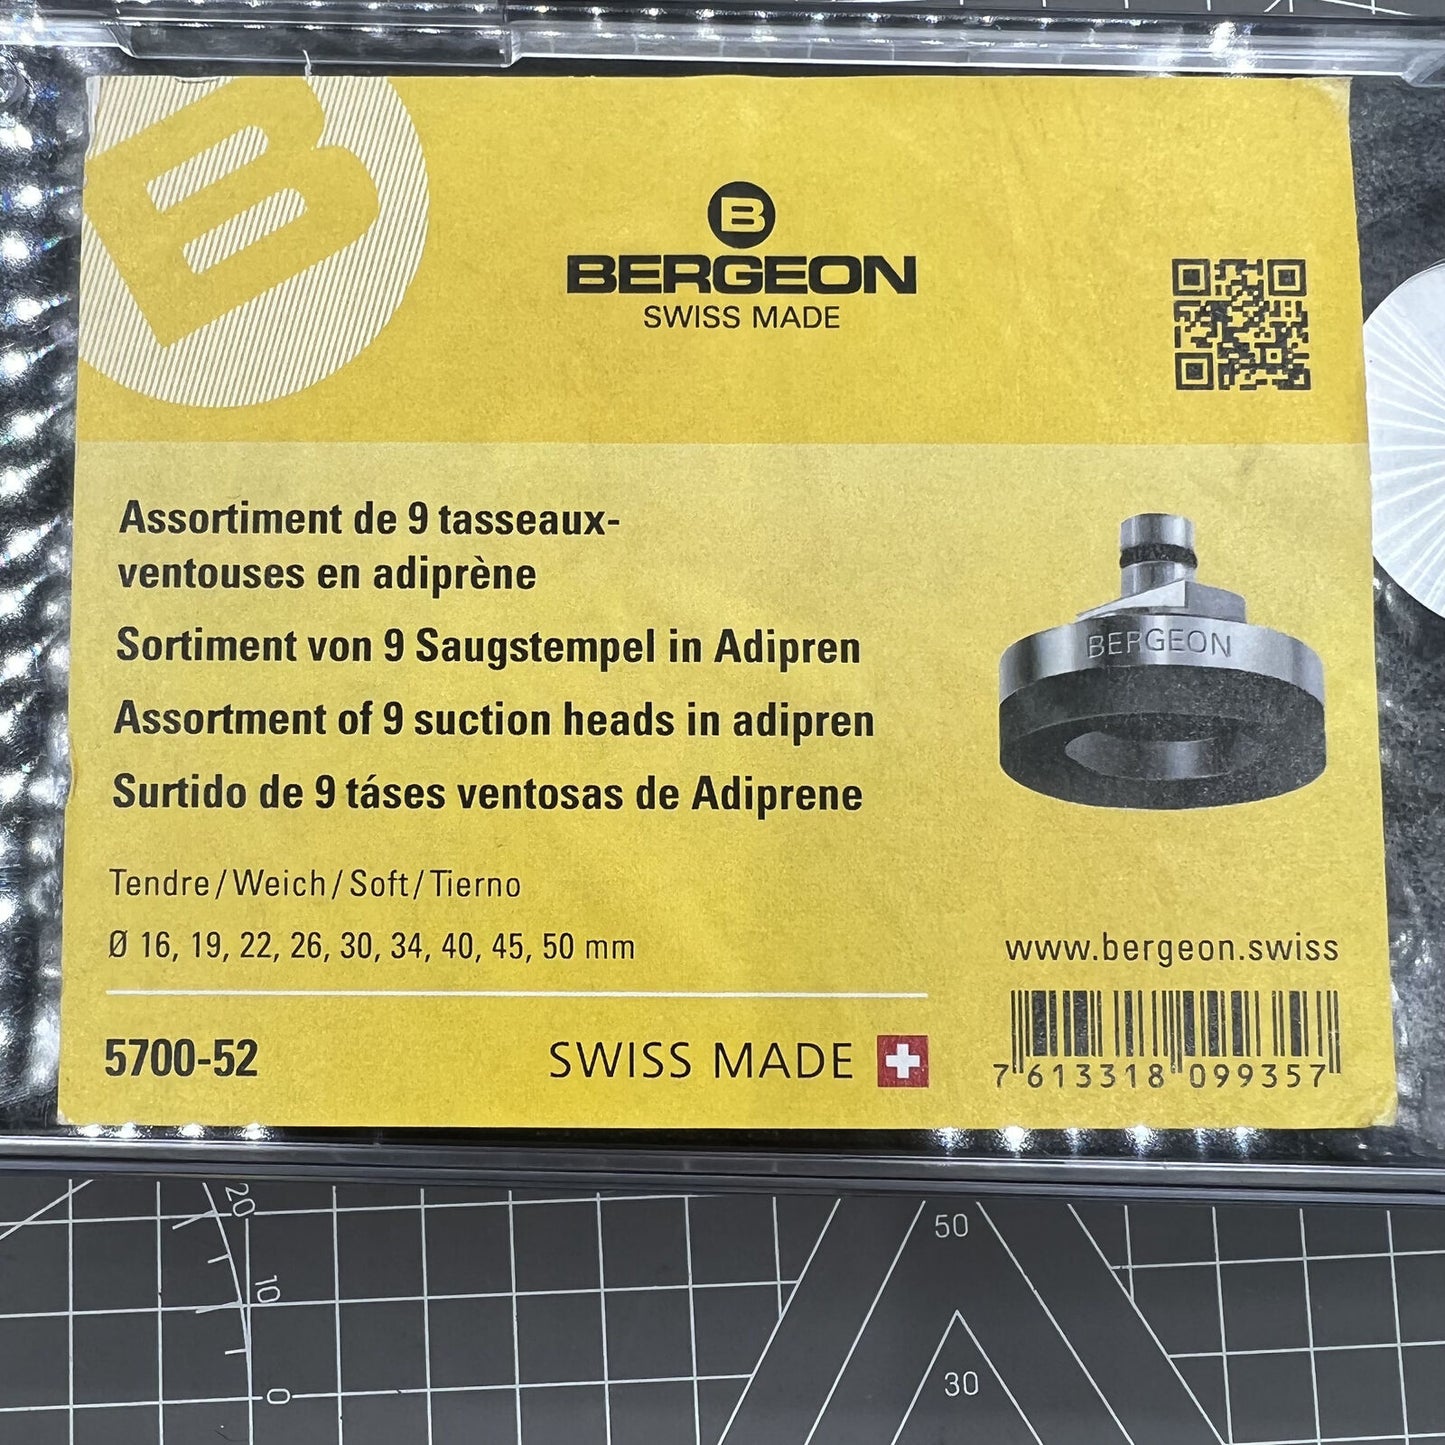 B
B
BERGEON
SWISS MADE
Assortiment de 9 tasseaux-
ventouses en adiprène
Sortiment von 9 Saugstempel in Adipren
Assortment of 9 suction heads in adipren
Surtido de 9 táses ventosas de Adiprene
BERGEON
Tendre/Weich/Soft/Tierno
Ø 16, 19, 22, 26, 30, 34, 40, 45, 50 mm
www.bergeon.swiss
5700-52
SWISS MADE
7 613318 099357
20
10
0
50
30